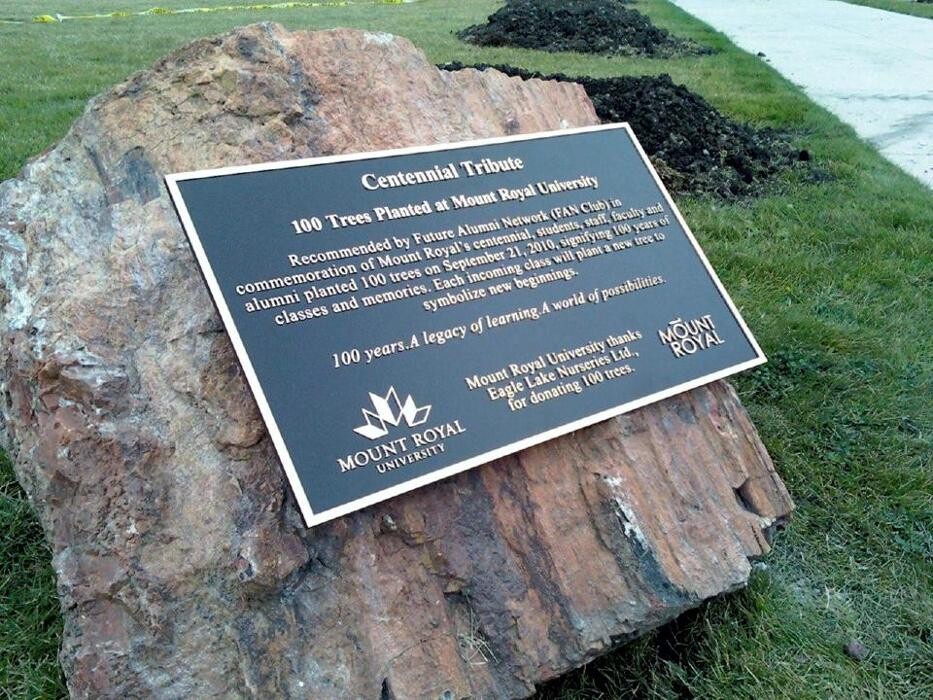 Centennial Tribute
100 Trees Planted at Mount Royal University
Recommended by Future Alumni Network (FAN Club) in
commemoration of Mount Royal's centennial, students, staff, faculty and
alumni planted 100 trees on September 21, 2010, signifying 100 years of
classes and memories. Each incoming class will plant a new tree to
symbolize new beginnings.
100 years.A legacy of learning.A world of possibilities.
Mount Royal University thanks
Eagle Lake Nurseries Ltd.,
for donating 100 trees.
MOUNT ROYAL
UNIVERSITY
MOUNT
ROYAL